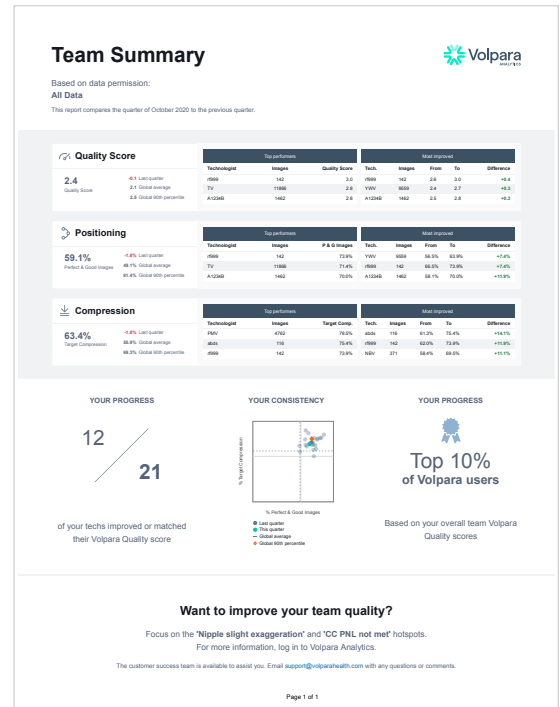 Team Summary
Volpara
ANALYTICS
Based on data permission:
All Data
This report compares the quarter of October 2020 to the previous quarter.
Quality Score
2.4
Quality Score
-0.1 Last quarter
2.1 Global average
2.8 Global 90th percentile
Top performers
Technologist Images Quality Score
rf999 142 3.0
TV 11988 2.8
A1234B 1462 2.8
Most improved
Tech. Images From To Difference
rf999 142 2.6 3.0 +0.4
YWV 9559 2.4 2.7 +0.3
A1234B 1462 2.5 2.8 +0.3
Positioning
59.1%
Perfect & Good Images
-1.8% Last quarter
Global average
61.4% Global 90th percentile
Top performers
Technologist Images P & G Images
rf999 142 73.9%
TV 11988 71.4%
A1234B 1462 70.0%
Most improved
Tech. Images From To Difference
YWV 9559 56.5% 63.9% +7.4%
rf999 142 66.5% 73.9% +7.4%
A1234B 1462 58.1% 70.0% +11.9%
Compression
63.4%
Target Compression
-1.0% Last quarter
Global average
Global 90th percentile
Top performers
Technologist Images Target Comp.
PMV 4762
abds 116 75.4%
rf999 142 73.9%
Most improved
Tech. Images From To Difference
abds 116 61.3% 75.4% +14.1%
rf999 142 62.0% 73.9% +11.9%
NBV 371 58.4% 69.5% +11.1%
YOUR PROGRESS
12
21
of your techs improved or matched
their Volpara Quality score
YOUR CONSISTENCY
% Target Compression
% Perfect & Good Images
Last quarter
This quarter
Global average
Global 90th percentile
YOUR PROGRESS
Top 10%
of Volpara users
Based on your overall team Volpara
Quality scores
Want to improve your team quality?
Focus on the 'Nipple slight exaggeration' and 'CC PNL not met' hotspots.
For more information, log in to Volpara Analytics.
The customer success team is available to assist you. Email support@volparahealth.com with any questions or comments.
Page 1 of 1